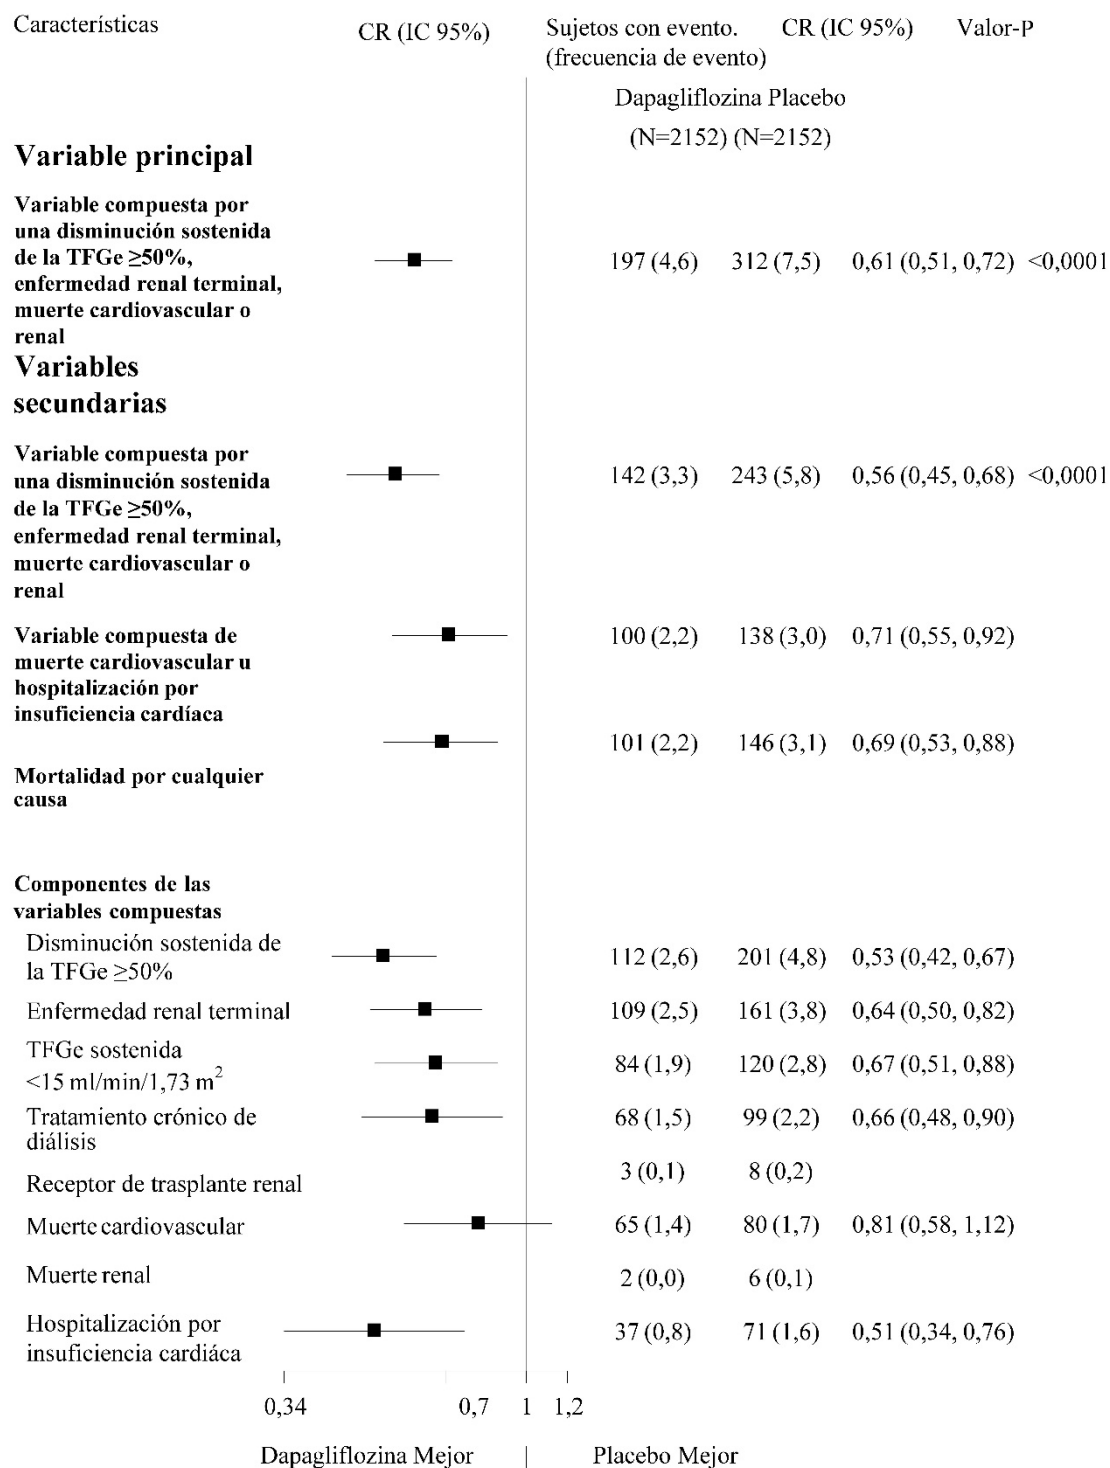 Características
CR (IC 95%)
Sujetos con evento. CR (IC 95%) Valor-P
(frecuencia de evento)
Dapagliflozina Placebo
(N=2152) (N=2152)
Variable principal
Variable compuesta por
una disminución sostenida
de la TFGe ≥50%,
enfermedad renal terminal,
muerte cardiovascular o
renal
197 (4,6) 312 (7,5) 0,61 (0,51, 0,72) <0,0001
Variables
secundarias
Variable compuesta por
una disminución sostenida
de la TFGe ≥50%,
enfermedad renal terminal,
muerte cardiovascular o
renal
142 (3,3) 243 (5,8) 0,56 (0,45, 0,68) <0,0001
Variable compuesta de
muerte cardiovascular u
hospitalización por
insuficiencia cardíaca
100 (2,2) 138 (3,0) 0,71 (0,55, 0,92)
101 (2,2) 146 (3,1) 0,69 (0,53, 0,88)
Mortalidad por cualquier
causa
Componentes de las
variables compuestas
Disminución sostenida de
la TFGe ≥50%
112 (2,6) 201 (4,8) 0,53 (0,42, 0,67)
Enfermedad renal terminal 109 (2,5) 161 (3,8) 0,64 (0,50, 0,82)
TFGe sostenida
<15 ml/min/1,73 m²
84 (1,9) 120 (2,8) 0,67 (0,51, 0,88)
Tratamiento crónico de
diálisis
68 (1,5) 99 (2,2) 0,66 (0,48, 0,90)
Receptor de trasplante renal 3 (0,1) 8 (0,2)
Muerte cardiovascular 65 (1,4) 80 (1,7) 0,81 (0,58, 1,12)
Muerte renal 2 (0,0) 6 (0,1)
Hospitalización por
insuficiencia cardiáca
37 (0,8) 71 (1,6) 0,51 (0,34, 0,76)
0,34 0,7 1 1,2
Dapagliflozina Mejor | Placebo Mejor